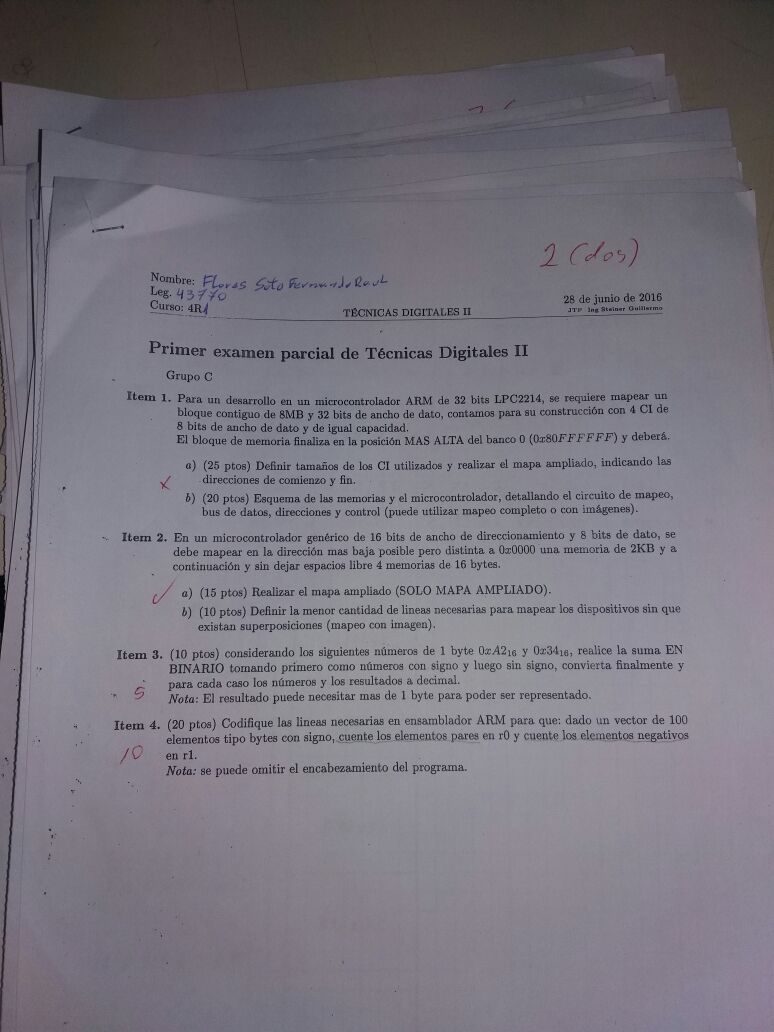 2 (dos)
Nombre: Flores Soto Fernando Raul
Leg. 43770
Curso: 4R1
TÉCNICAS DIGITALES II
28 de junio de 2016
JTP Ing Steiner Guillermo
Primer examen parcial de Técnicas Digitales II
Grupo C
Item 1. Para un desarrollo en un microcontrolador ARM de 32 bits LPC2214, se requiere mapear un
bloque contiguo de 8MB y 32 bits de ancho de dato, contamos para su construcción con 4 CI de
8 bits de ancho de dato y de igual capacidad.
El bloque de memoria finaliza en la posición MAS ALTA del banco 0 (0x80FFFFFF) y deberá.
a) (25 ptos) Definir tamaños de los CI utilizados y realizar el mapa ampliado, indicando las
direcciones de comienzo y fin.
b) (20 ptos) Esquema de las memorias y el microcontrolador, detallando el circuito de mapeo,
bus de datos, direcciones y control (puede utilizar mapeo completo o con imágenes).
Item 2. En un microcontrolador genérico de 16 bits de ancho de direccionamiento y 8 bits de dato, se
debe mapear en la dirección mas baja posible pero distinta a 0x0000 una memoria de 2KB y a
continuación y sin dejar espacios libre 4 memorias de 16 bytes.
a) (15 ptos) Realizar el mapa ampliado (SOLO MAPA AMPLIADO).
b) (10 ptos) Definir la menor cantidad de lineas necesarias para mapear los dispositivos sin que
existan superposiciones (mapeo con imagen).
Item 3. (10 ptos) considerando los siguientes números de 1 byte 0xA2₁₆ y 0x34₁₆, realice la suma EN
BINARIO tomando primero como números con signo y luego sin signo, convierta finalmente y
para cada caso los números y los resultados a decimal.
5
Nota: El resultado puede necesitar mas de 1 byte para poder ser representado.
Item 4. (20 ptos) Codifique las lineas necesarias en ensamblador ARM para que: dado un vector de 100
elementos tipo bytes con signo, cuente los elementos pares en r0 y cuente los elementos negativos
10
en r1.
Nota: se puede omitir el encabezamiento del programa.